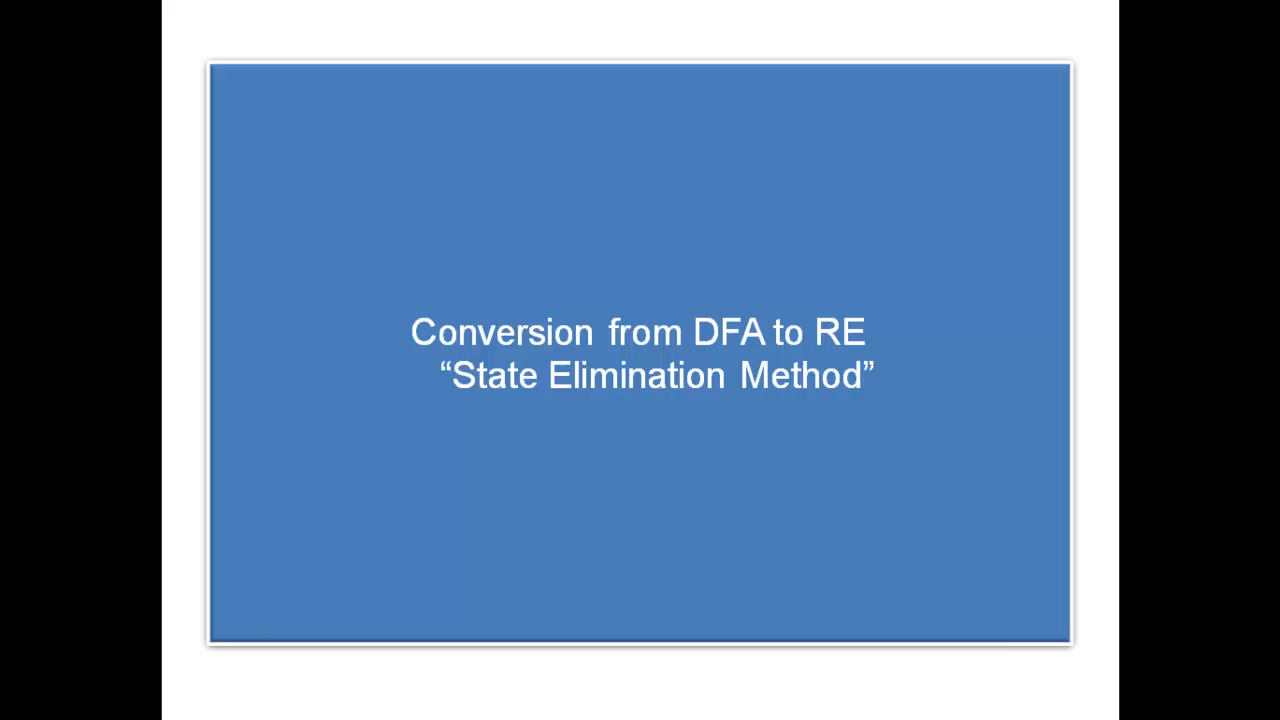 Conversion from DFA to RE
“State Elimination Method”